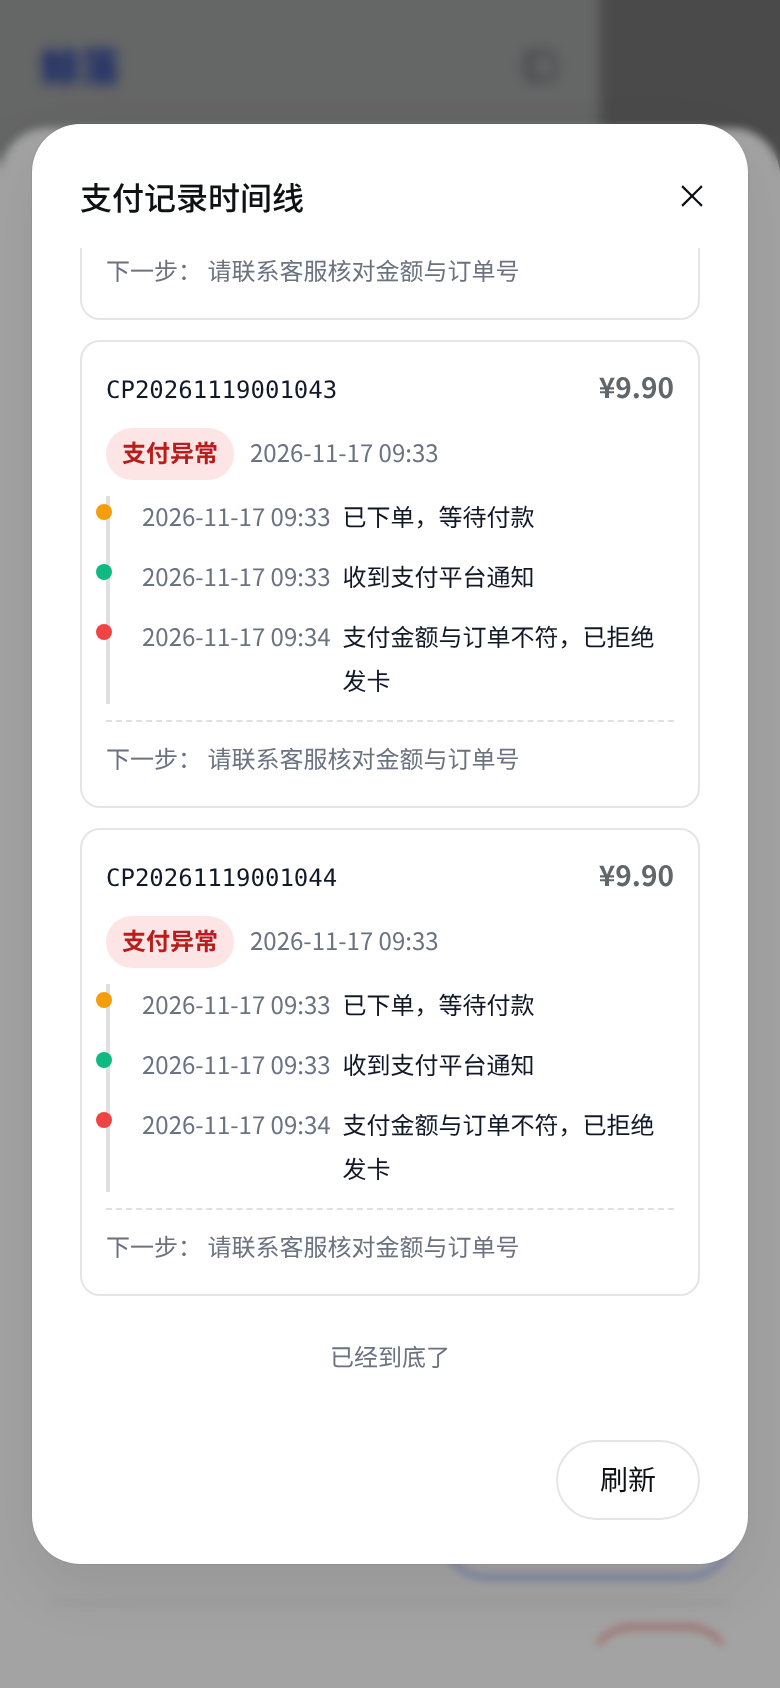 支付记录时间线
下一步： 请联系客服核对金额与订单号
CP20261119001043 ¥9.90
支付异常 2026-11-17 09:33
2026-11-17 09:33 已下单，等待付款
2026-11-17 09:33 收到支付平台通知
2026-11-17 09:34 支付金额与订单不符，已拒绝
发卡
下一步： 请联系客服核对金额与订单号
CP20261119001044 ¥9.90
支付异常 2026-11-17 09:33
2026-11-17 09:33 已下单，等待付款
2026-11-17 09:33 收到支付平台通知
2026-11-17 09:34 支付金额与订单不符，已拒绝
发卡
下一步： 请联系客服核对金额与订单号
已经到底了
刷新